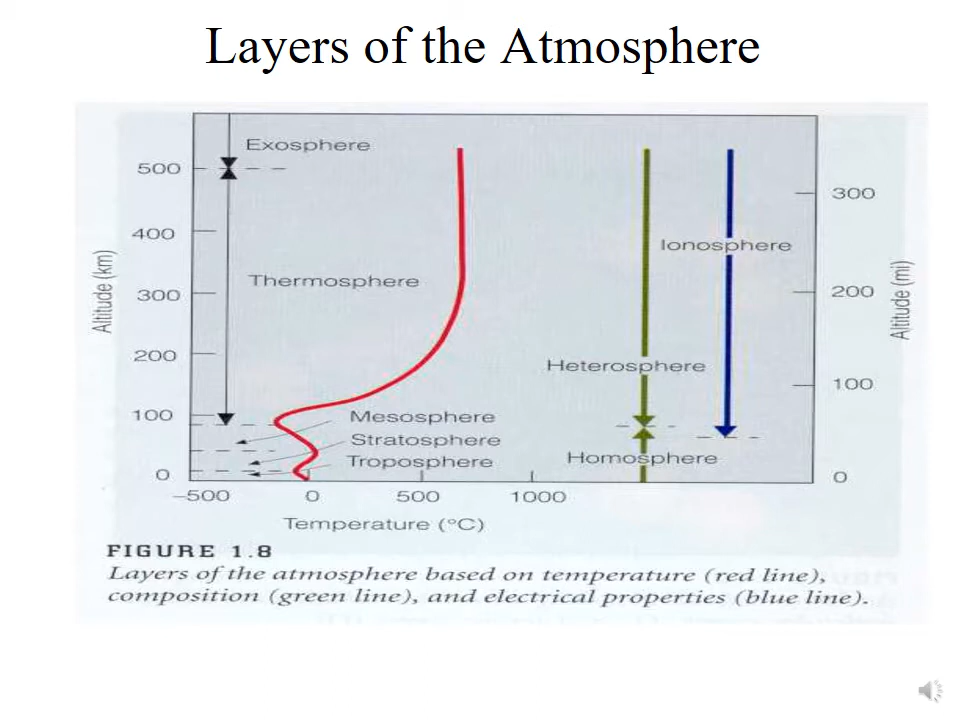 Layers of the Atmosphere
Exosphere
500
300
400
Ionosphere
Thermosphere
Altitude (km)
Altitude (mi)
300
200
200
Heterosphere
100
100
Mesosphere
Stratosphere
Troposphere
Homosphere
0
0
−500 0 500 1000
Temperature (°C)
FIGURE 1.8
Layers of the atmosphere based on temperature (red line),
composition (green line), and electrical properties (blue line).